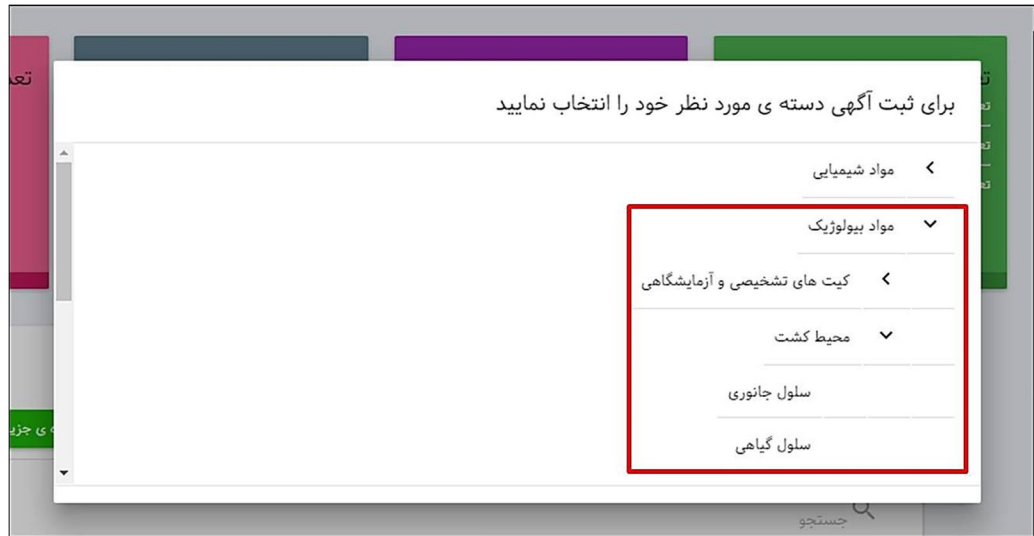 برای ثبت آگهی دسته ی مورد نظر خود را انتخاب نمایید
مواد شیمیایی
مواد بیولوژیک
کیت های تشخیصی و آزمایشگاهی
محیط کشت
سلول جانوری
سلول گیاهی
جستجو